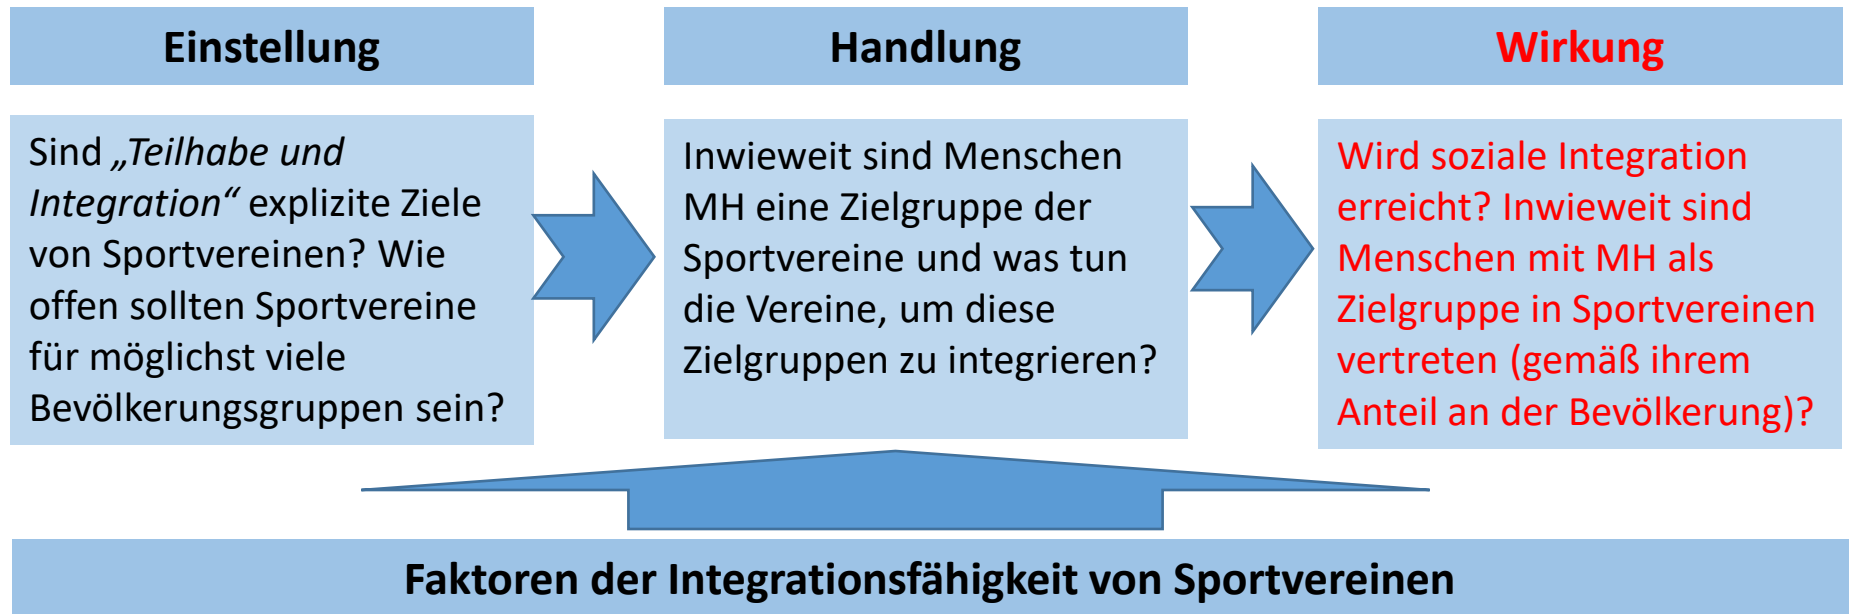 Einstellung
Sind „Teilhabe und
Integration“ explizite Ziele
von Sportvereinen? Wie
offen sollten Sportvereine
für möglichst viele
Bevölkerungsgruppen sein?
Handlung
Inwieweit sind Menschen
MH eine Zielgruppe der
Sportvereine und was tun
die Vereine, um diese
Zielgruppen zu integrieren?
Wirkung
Wird soziale Integration
erreicht? Inwieweit sind
Menschen mit MH als
Zielgruppe in Sportvereinen
vertreten (gemäß ihrem
Anteil an der Bevölkerung)?
Faktoren der Integrationsfähigkeit von Sportvereinen